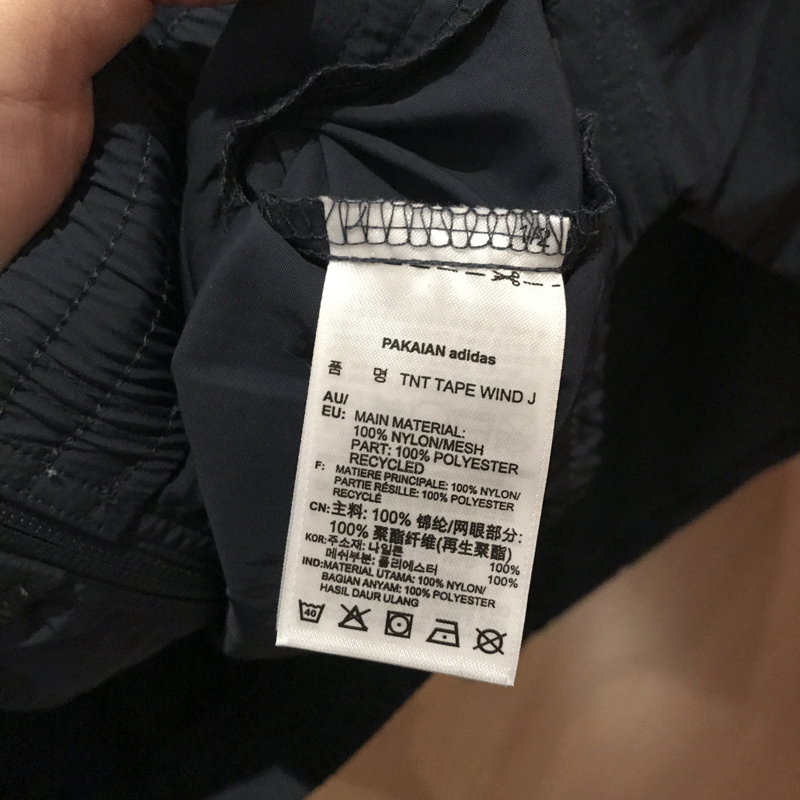 1/2
PAKAIAN adidas
품 명 TNT TAPE WIND J
AU/
EU: MAIN MATERIAL:
100% NYLON/MESH
PART: 100% POLYESTER
RECYCLED
F: MATIERE PRINCIPALE: 100% NYLON/
PARTIE RÉSILLE: 100% POLYESTER
RECYCLÉ
CN:主料: 100% 锦纶/网眼部分:
100% 聚酯纤维(再生聚酯)
KOR:주소재: 나일론 100%
메쉬부분: 폴리에스터 100%
IND:MATERIAL UTAMA: 100% NYLON/
BAGIAN ANYAM: 100% POLYESTER
HASIL DAUR ULANG
40